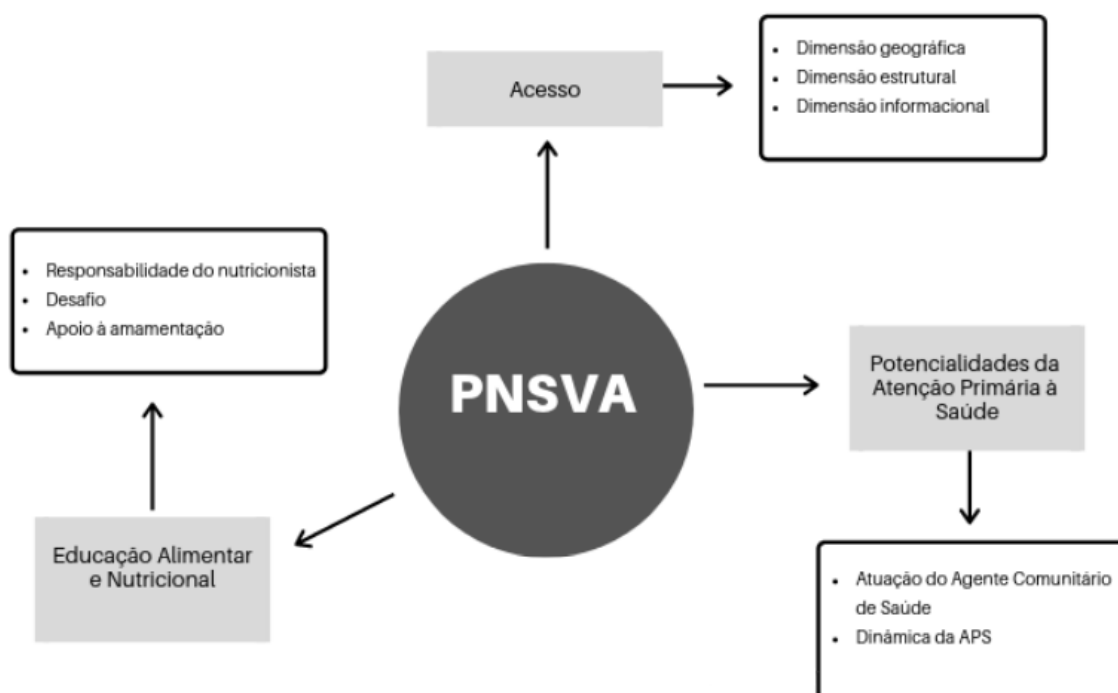 Acesso
• Dimensão geográfica
• Dimensão estrutural
• Dimensão informacional
• Responsabilidade do nutricionista
• Desafio
• Apoio à amamentação
PNSVA
Potencialidades da
Atenção Primária à
Saúde
Educação Alimentar
e Nutricional
• Atuação do Agente Comunitário
de Saúde
• Dinâmica da APS